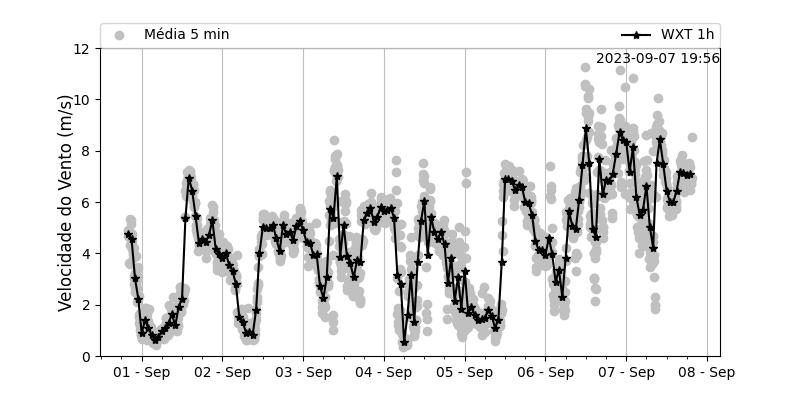 Média 5 min
WXT 1h
2023-09-07 19:56
Velocidade do Vento (m/s)
12
10
8
6
4
2
0
01 - Sep
02 - Sep
03 - Sep
04 - Sep
05 - Sep
06 - Sep
07 - Sep
08 - Sep